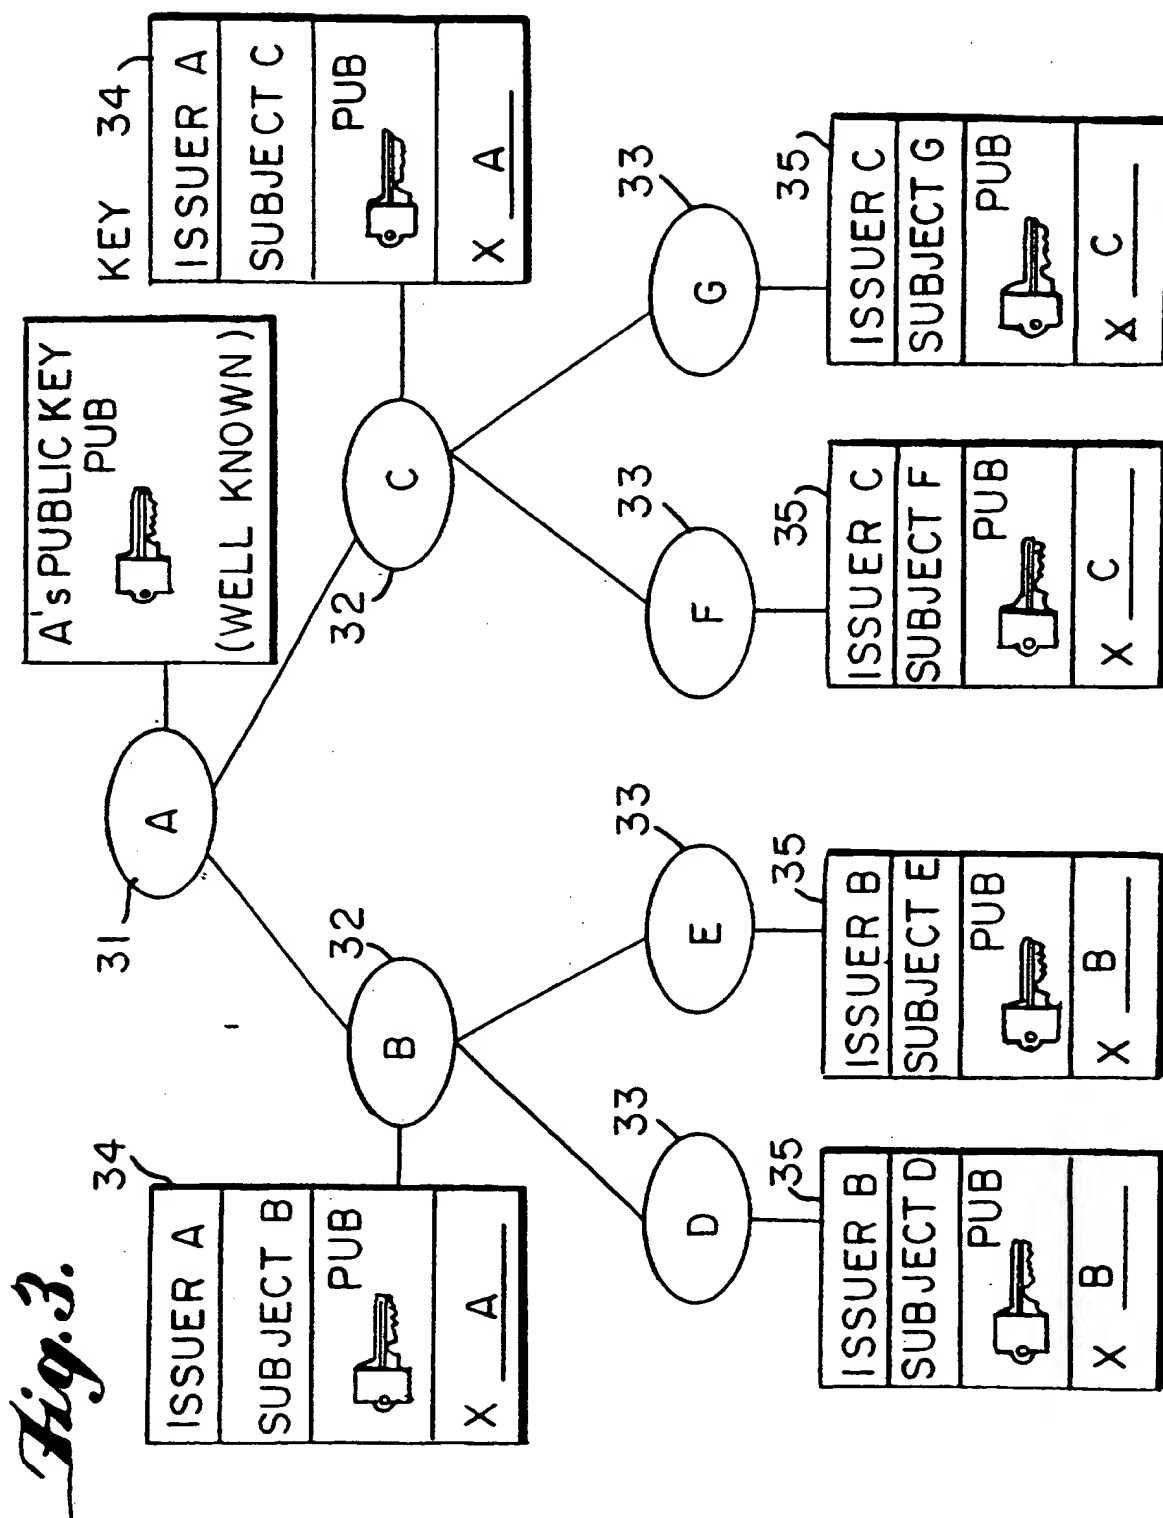 Fig. 3.
A's PUBLIC KEY
PUB
(WELL KNOWN)
31
A
KEY 34
ISSUER A
SUBJECT C
PUB
X A
34
ISSUER A
SUBJECT B
PUB
X A
32
B
32
C
33
D
33
E
33
F
33
G
35
ISSUER B
SUBJECT D
PUB
X B
35
ISSUER B
SUBJECT E
PUB
X B
35
ISSUER C
SUBJECT F
PUB
X C
35
ISSUER C
SUBJECT G
PUB
X C